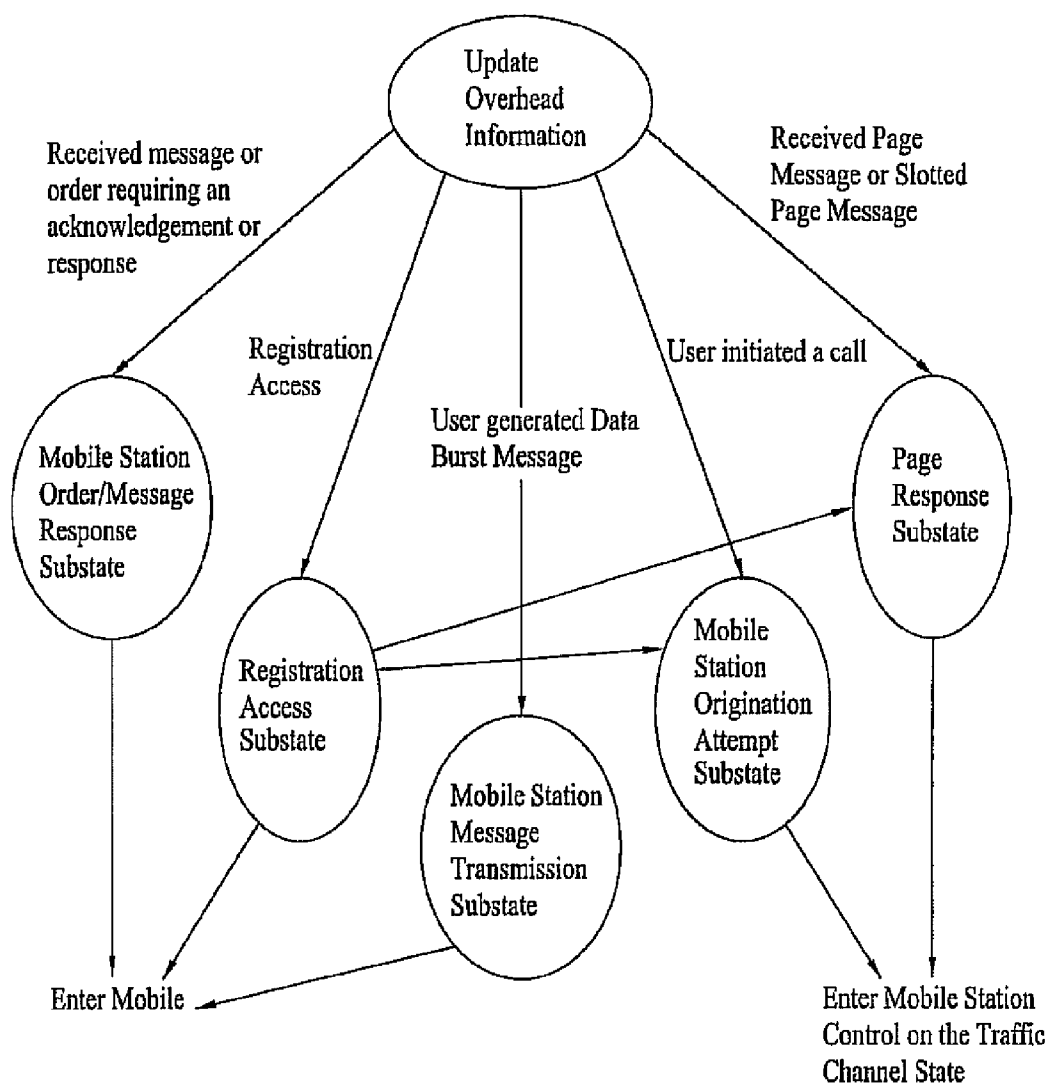 Update
Overhead
Information
Received message or
order requiring an
acknowledgement or
response
Received Page
Message or Slotted
Page Message
Registration
Access
User initiated a call
User generated Data
Burst Message
Mobile Station
Order/Message
Response
Substate
Page
Response
Substate
Registration
Access
Substate
Mobile
Station
Origination
Attempt
Substate
Mobile Station
Message
Transmission
Substate
Enter Mobile
Enter Mobile Station
Control on the Traffic
Channel State